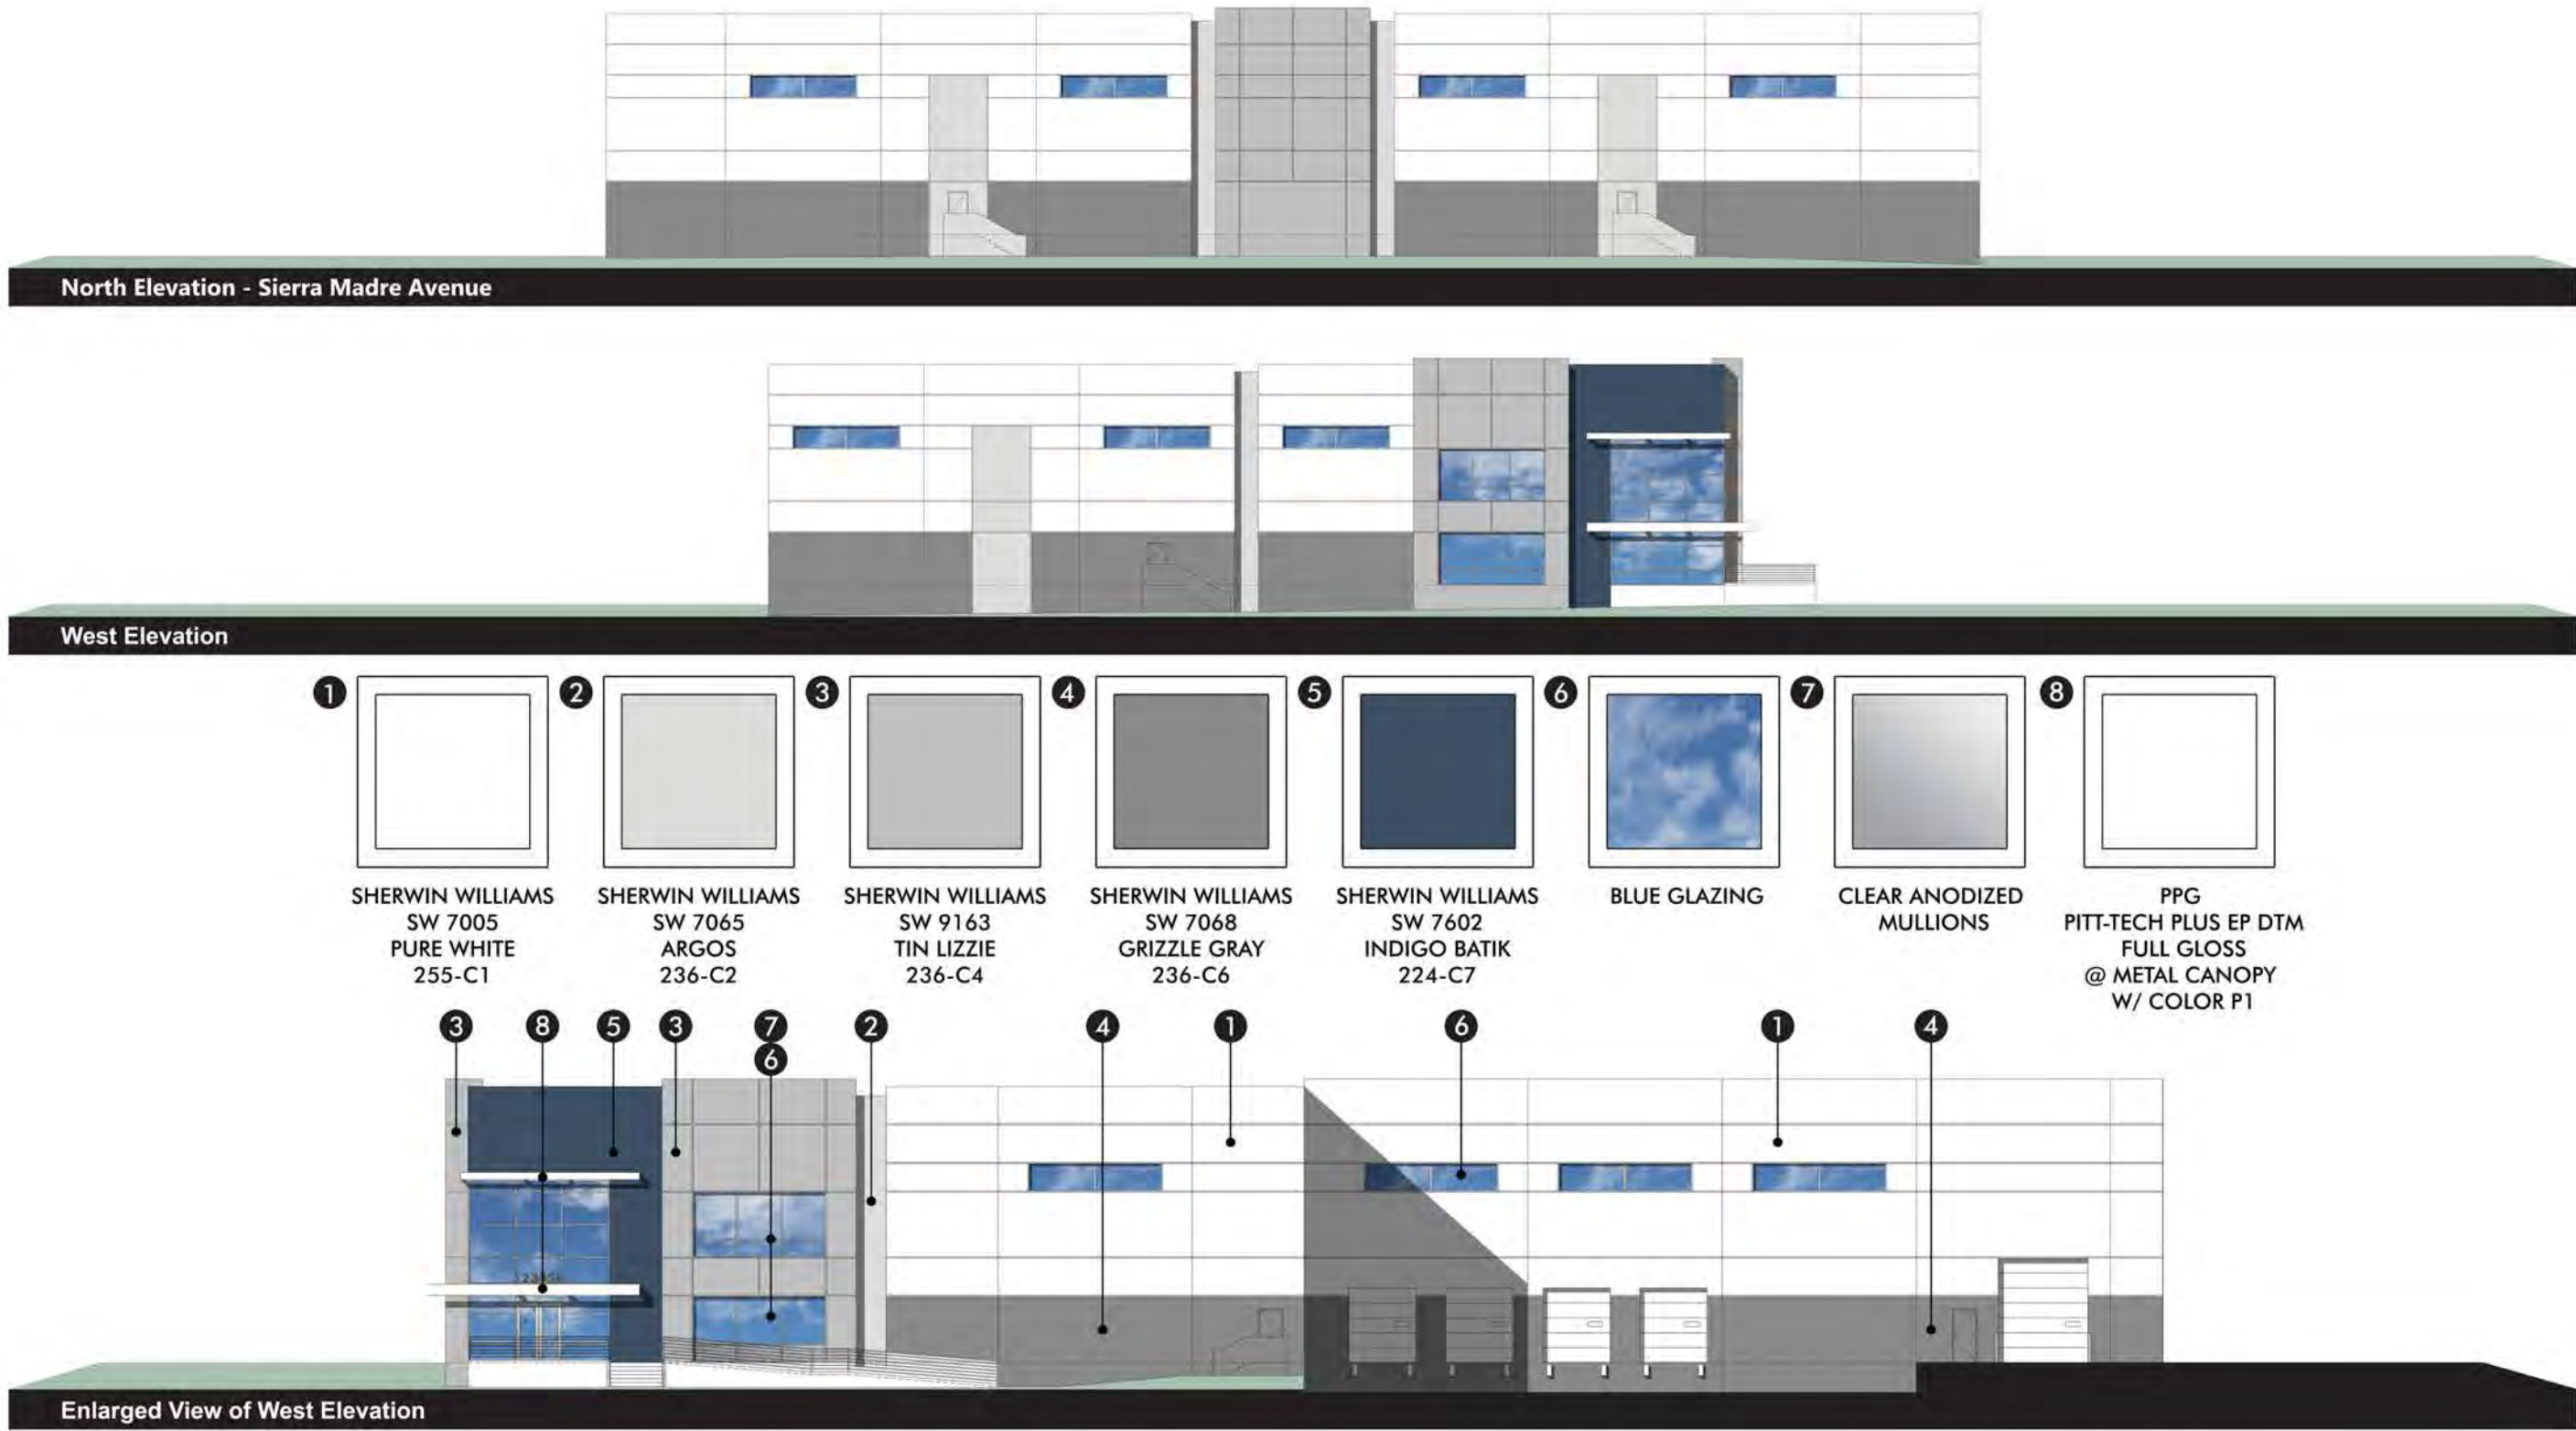 North Elevation - Sierra Madre Avenue
West Elevation
1
2
3
4
5
6
7
8
SHERWIN WILLIAMS
SW 7005
PURE WHITE
255-C1
SHERWIN WILLIAMS
SW 7065
ARGOS
236-C2
SHERWIN WILLIAMS
SW 9163
TIN LIZZIE
236-C4
SHERWIN WILLIAMS
SW 7068
GRIZZLE GRAY
236-C6
SHERWIN WILLIAMS
SW 7602
INDIGO BATIK
224-C7
BLUE GLAZING
CLEAR ANODIZED
MULLIONS
PPG
PITT-TECH PLUS EP DTM
FULL GLOSS
@ METAL CANOPY
W/ COLOR P1
3
8
5
3
7
6
2
4
1
6
1
4
Enlarged View of West Elevation